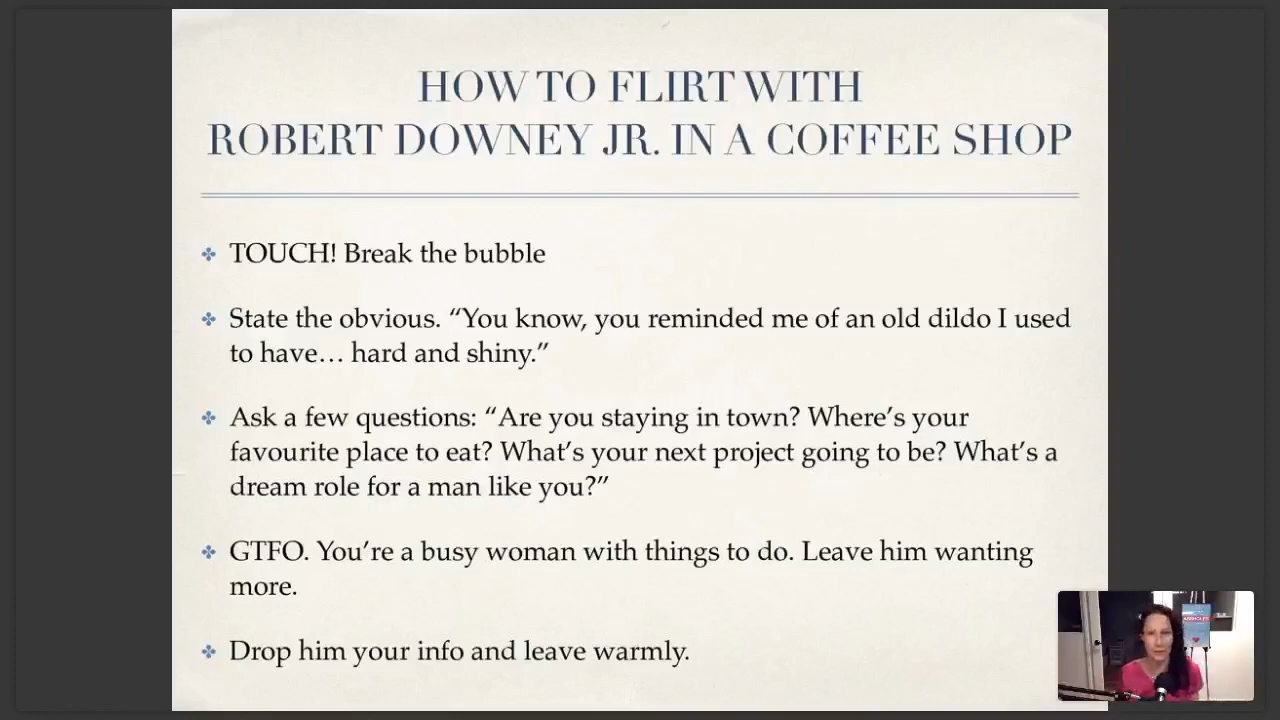 HOW TO FLIRT WITH
ROBERT DOWNEY JR. IN A COFFEE SHOP
TOUCH! Break the bubble
State the obvious. “You know, you reminded me of an old dildo I used
to have… hard and shiny.”
Ask a few questions: “Are you staying in town? Where’s your
favourite place to eat? What’s your next project going to be? What’s a
dream role for a man like you?”
GTFO. You’re a busy woman with things to do. Leave him wanting
more.
Drop him your info and leave warmly.